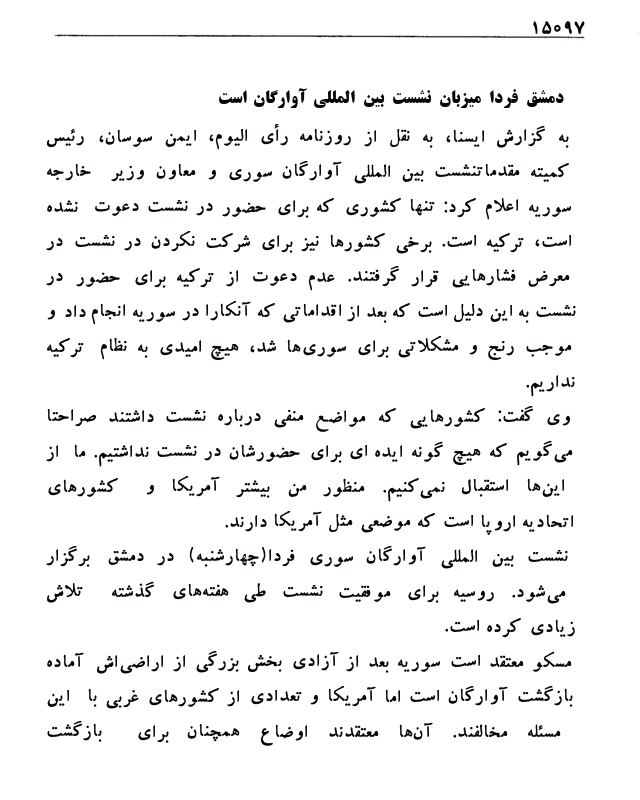 ۱۵۰۹۷
دمشق فردا میزبان نشست بین المللی آوارگان است
به گزارش ایسنا، به نقل از روزنامه رأی الیوم، ایمن سوسان، رئیس
کمیته مقدماتنشست بین المللی آوارگان سوری و معاون وزیر خارجه
سوریه اعلام کرد: تنها کشوری که برای حضور در نشست دعوت نشده
است، ترکیه است. برخی کشورها نیز برای شرکت نکردن در نشست در
معرض فشارهایی قرار گرفتند. عدم دعوت از ترکیه برای حضور در
نشست به این دلیل است که بعد از اقداماتی که آنکارا در سوریه انجام داد و
موجب رنج و مشکلاتی برای سوری‌ها شد، هیچ امیدی به نظام ترکیه
نداریم.
وی گفت: کشورهایی که مواضع منفی درباره نشست داشتند صراحتا
می‌گویم که هیچ گونه ایده ای برای حضورشان در نشست نداشتیم. ما از
این‌ها استقبال نمی‌کنیم. منظور من بیشتر آمریکا و کشورهای
اتحادیه اروپا است که موضعی مثل آمریکا دارند.
نشست بین المللی آوارگان سوری فردا(چهارشنبه) در دمشق برگزار
می‌شود. روسیه برای موفقیت نشست طی هفته‌های گذشته تلاش
زیادی کرده است.
مسکو معتقد است سوریه بعد از آزادی بخش بزرگی از اراضی‌اش آماده
بازگشت آوارگان است اما آمریکا و تعدادی از کشورهای غربی با این
مسئله مخالفند. آن‌ها معتقدند اوضاع همچنان برای بازگشت